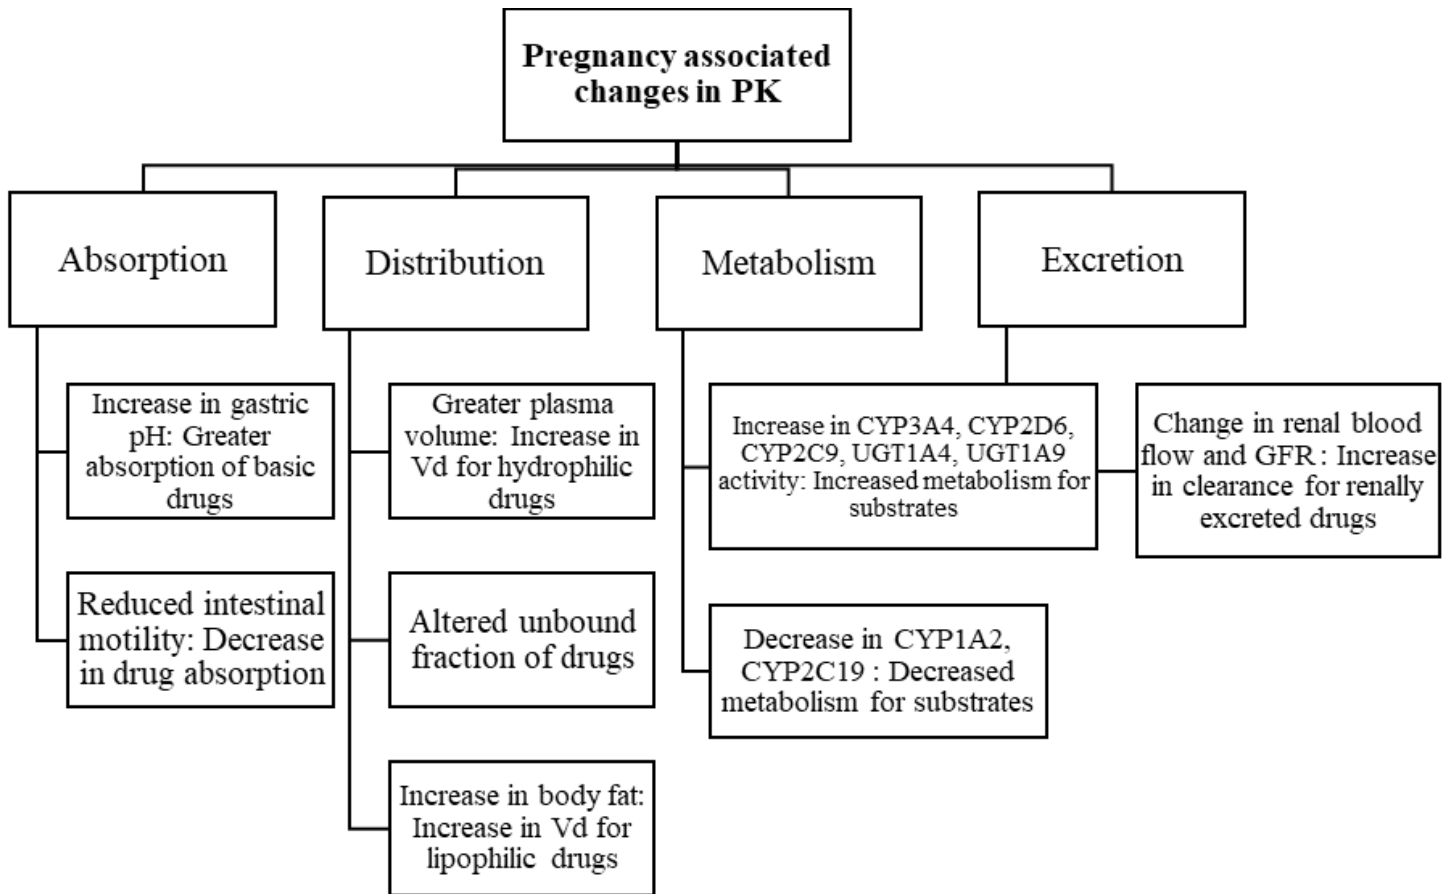 Pregnancy associated
changes in PK
Absorption
Distribution
Metabolism
Excretion
Increase in gastric
pH: Greater
absorption of basic
drugs
Reduced intestinal
motility: Decrease
in drug absorption
Greater plasma
volume: Increase in
Vd for hydrophilic
drugs
Altered unbound
fraction of drugs
Increase in body fat:
Increase in Vd for
lipophilic drugs
Increase in CYP3A4, CYP2D6,
CYP2C9, UGT1A4, UGT1A9
activity: Increased metabolism for
substrates
Decrease in CYP1A2,
CYP2C19 : Decreased
metabolism for substrates
Change in renal blood
flow and GFR : Increase
in clearance for renally
excreted drugs